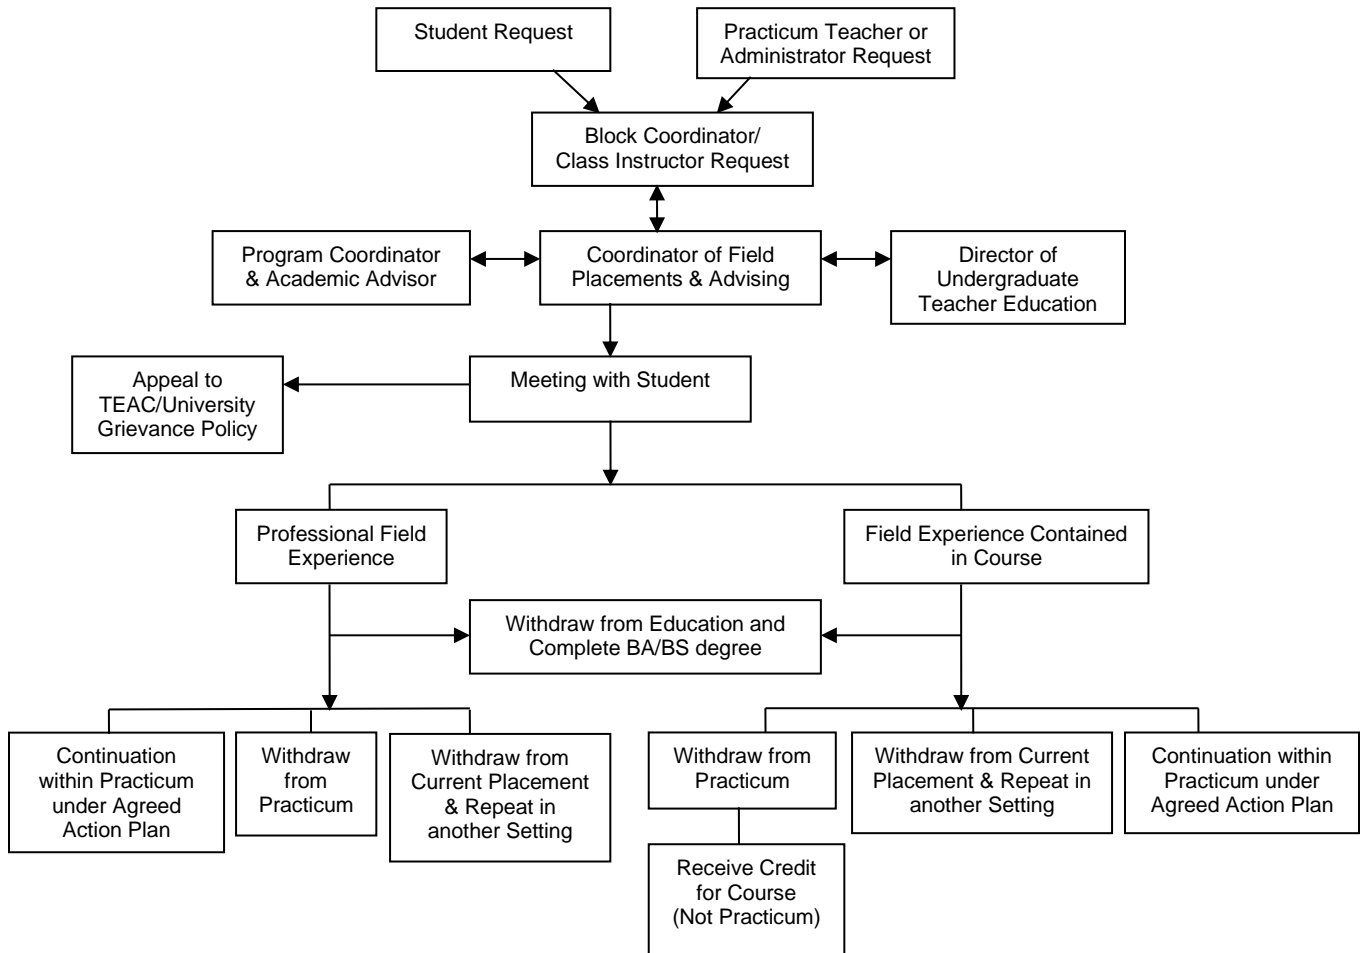 Student Request
Practicum Teacher or
Administrator Request
Block Coordinator/
Class Instructor Request
Program Coordinator
& Academic Advisor
Coordinator of Field
Placements & Advising
Director of
Undergraduate
Teacher Education
Appeal to
TEAC/University
Grievance Policy
Meeting with Student
Professional Field
Experience
Field Experience Contained
in Course
Withdraw from Education and
Complete BA/BS degree
Continuation
within Practicum
under Agreed
Action Plan
Withdraw
from
Practicum
Withdraw from
Current Placement
& Repeat in
another Setting
Withdraw from
Practicum
Withdraw from Current
Placement & Repeat in
another Setting
Continuation within
Practicum under
Agreed Action Plan
Receive Credit
for Course
(Not Practicum)